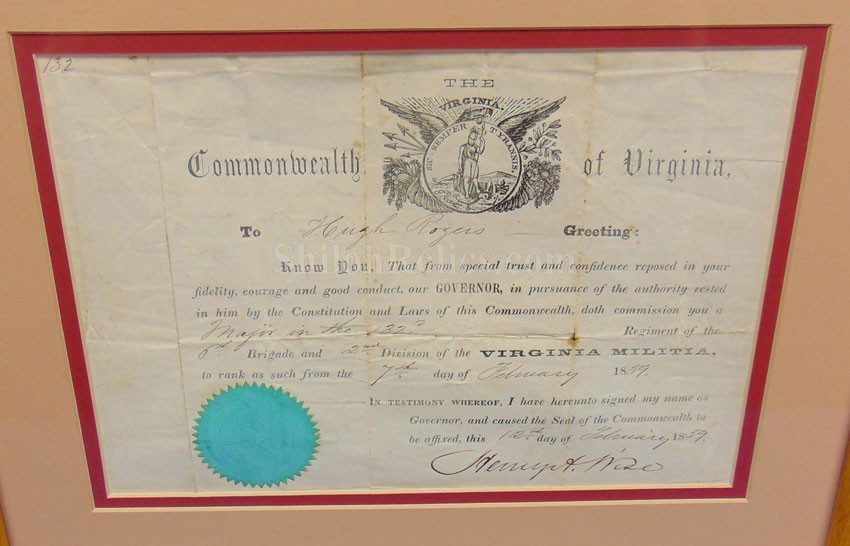 132
THE
VIRGINIA.
SIC SEMPER TYRANNIS.
Commonwealth of Virginia,
To Hugh Rogers Greeting:
ShilohRelics.com
Know You, That from special trust and confidence reposed in your
fidelity, courage and good conduct, our GOVERNOR, in pursuance of the authority vested
in him by the Constitution and Laws of this Commonwealth, doth commission you a
Major in the 132d Regiment of the
6th Brigade and 2nd Division of the VIRGINIA MILITIA,
to rank as such from the 7th day of February 1859.
IN TESTIMONY WHEREOF, I have hereunto signed my name as
Governor, and caused the Seal of the Commonwealth to
be affixed, this 12th day of February 1859.
Henry A. Wise